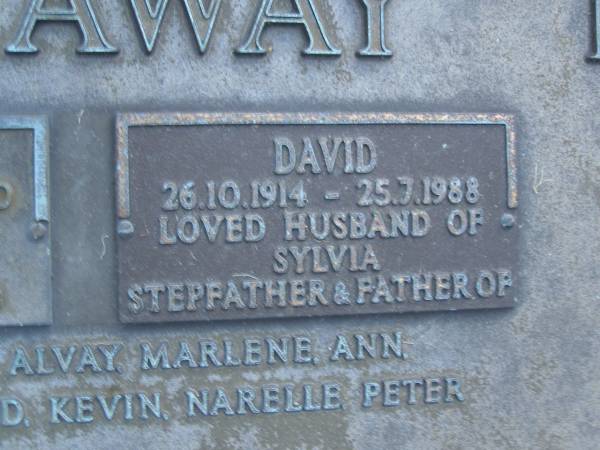 AWAY
DAVID
26.10.1914 - 25.7.1988
LOVED HUSBAND OF
SYLVIA
STEPFATHER & FATHER OF
ALVAY, MARLENE, ANN,
D, KEVIN, NARELLE, PETER